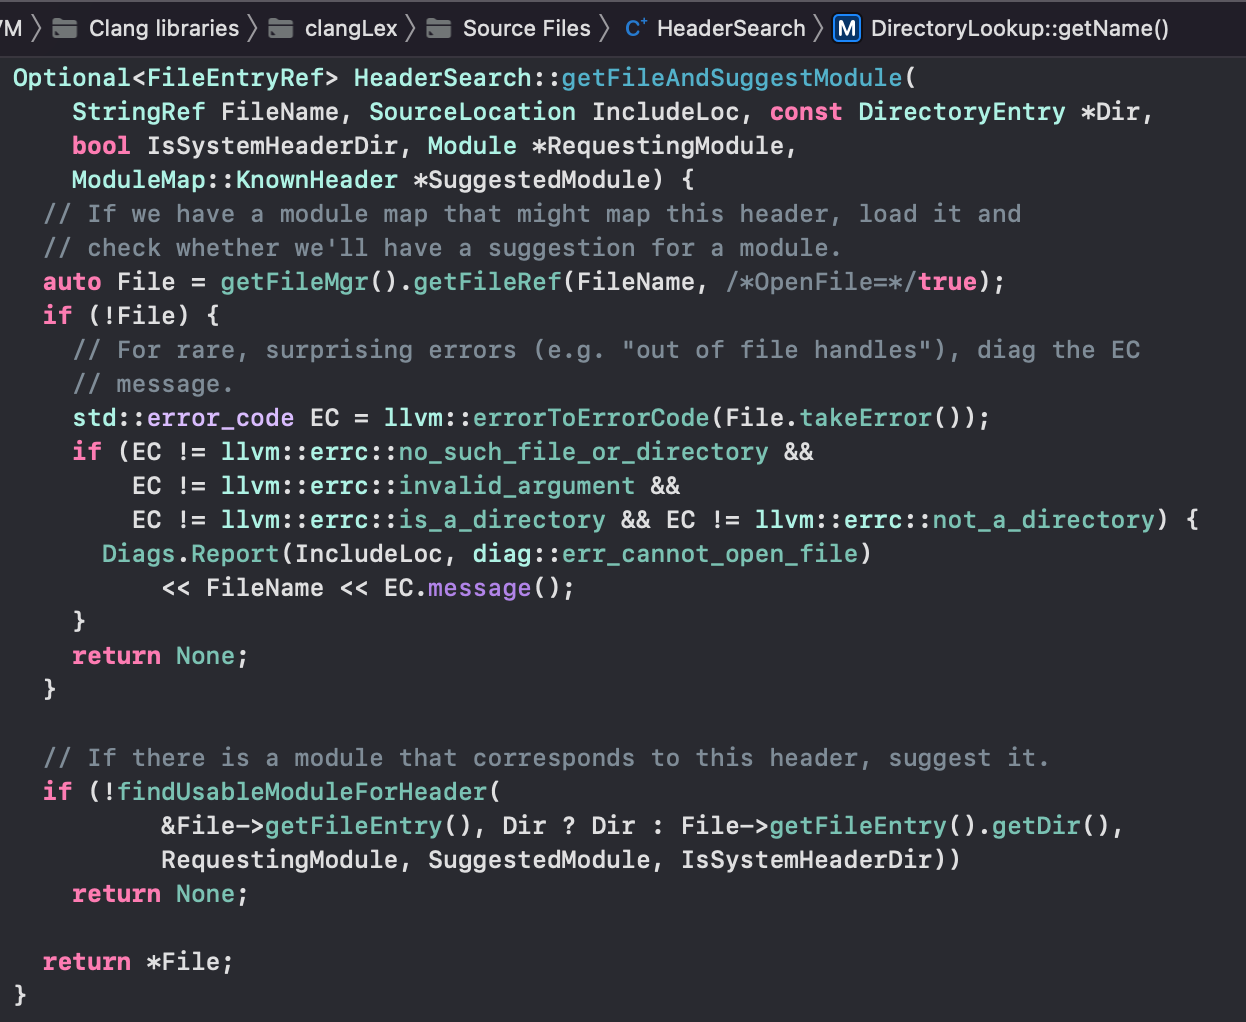 VM 〉 Clang libraries 〉 clangLex 〉 Source Files 〉 C+ HeaderSearch 〉 M DirectoryLookup::getName()
Optional<FileEntryRef> HeaderSearch::getFileAndSuggestModule(
    StringRef FileName, SourceLocation IncludeLoc, const DirectoryEntry *Dir,
    bool IsSystemHeaderDir, Module *RequestingModule,
    ModuleMap::KnownHeader *SuggestedModule) {
  // If we have a module map that might map this header, load it and
  // check whether we'll have a suggestion for a module.
  auto File = getFileMgr().getFileRef(FileName, /*OpenFile=*/true);
  if (!File) {
    // For rare, surprising errors (e.g. "out of file handles"), diag the EC
    // message.
    std::error_code EC = llvm::errorToErrorCode(File.takeError());
    if (EC != llvm::errc::no_such_file_or_directory &&
        EC != llvm::errc::invalid_argument &&
        EC != llvm::errc::is_a_directory && EC != llvm::errc::not_a_directory) {
      Diags.Report(IncludeLoc, diag::err_cannot_open_file)
          << FileName << EC.message();
    }
    return None;
  }

  // If there is a module that corresponds to this header, suggest it.
  if (!findUsableModuleForHeader(
          &File->getFileEntry(), Dir ? Dir : File->getFileEntry().getDir(),
          RequestingModule, SuggestedModule, IsSystemHeaderDir))
    return None;

  return *File;
}